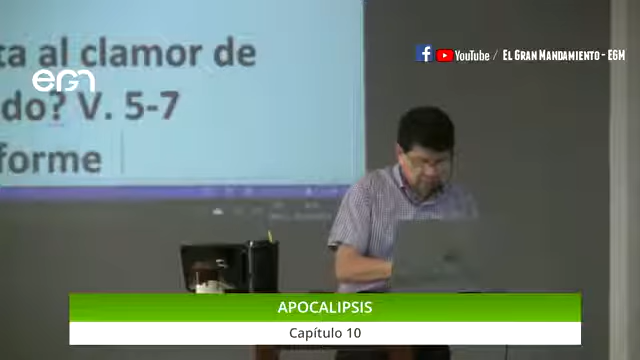 ta al clamor de
do? V. 5-7
forme
EGM
YouTube / El Gran Mandamiento - EGM
APOCALIPSIS
Capítulo 10